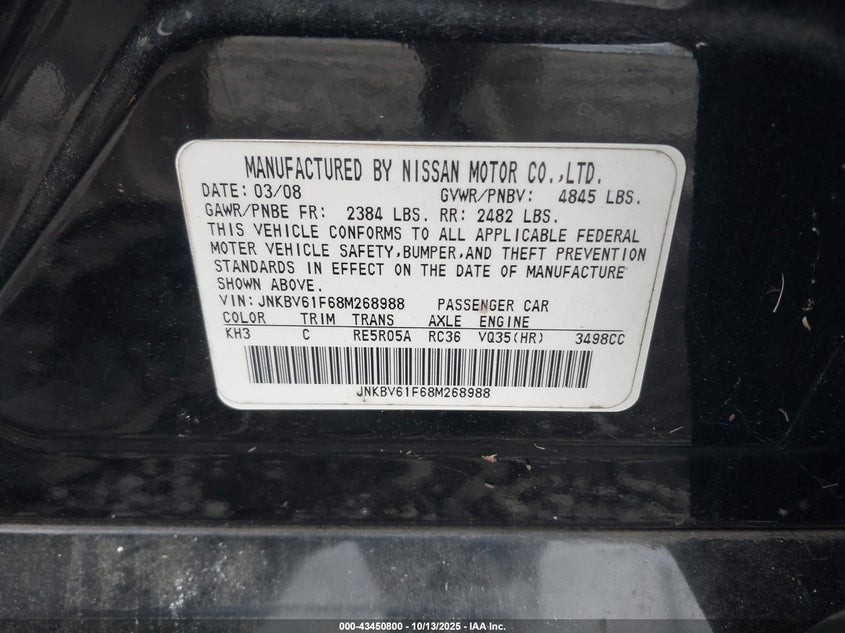 MANUFACTURED BY NISSAN MOTOR CO.,LTD.
DATE: 03/08 GVWR/PNBV: 4845 LBS.
GAWR/PNBE FR: 2384 LBS. RR: 2482 LBS.
THIS VEHICLE CONFORMS TO ALL APPLICABLE FEDERAL
MOTER VEHICLE SAFETY,BUMPER,AND THEFT PREVENTION
STANDARDS IN EFFECT ON THE DATE OF MANUFACTURE
SHOWN ABOVE.
VIN: JNKBV61F68M268988 PASSENGER CAR
COLOR TRIM TRANS AXLE ENGINE
KH3 C RE5R05A RC36 VQ35(HR) 3498CC
JNKBV61F68M268988
000-43450800 - 10/13/2025 - IAA Inc.